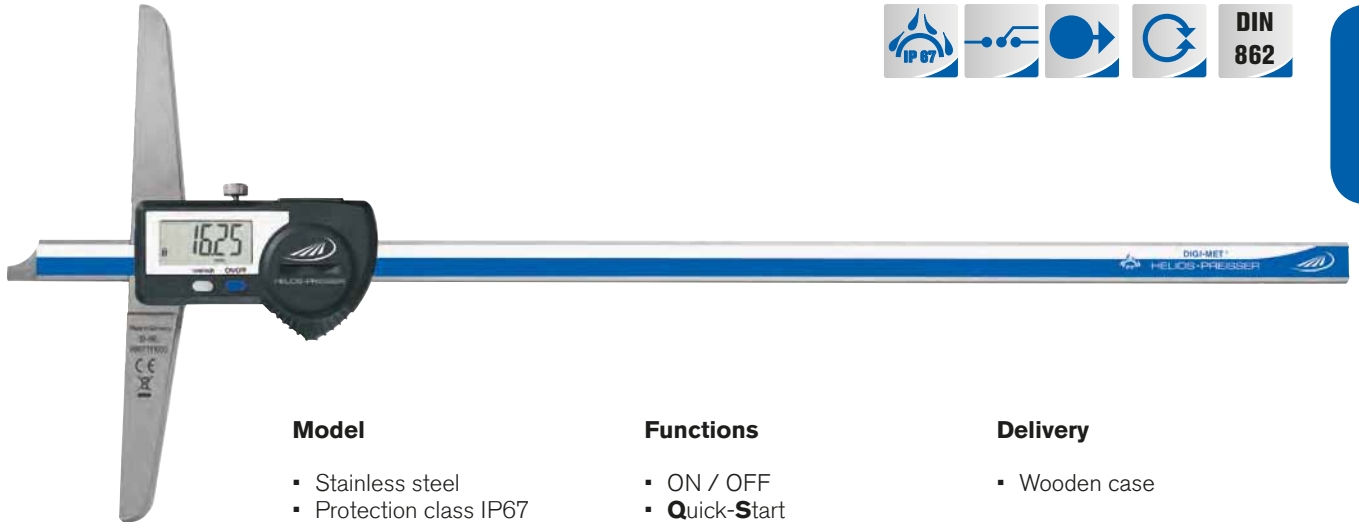 IP 67
DIN
862
16.25
mm
ON/OFF
HELIOS-PREISSER
DIGI-MET®
HELIOS-PREISSER
CE
Model
▪ Stainless steel
▪ Protection class IP67
Functions
▪ ON / OFF
▪ Quick-Start
Delivery
▪ Wooden case